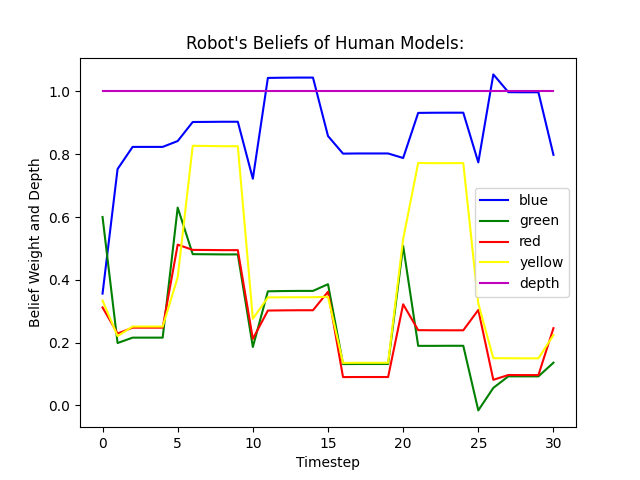 Robot's Beliefs of Human Models:
Belief Weight and Depth
1.0
0.8
0.6
0.4
0.2
0.0
blue
green
red
yellow
depth
0 5 10 15 20 25 30
Timestep